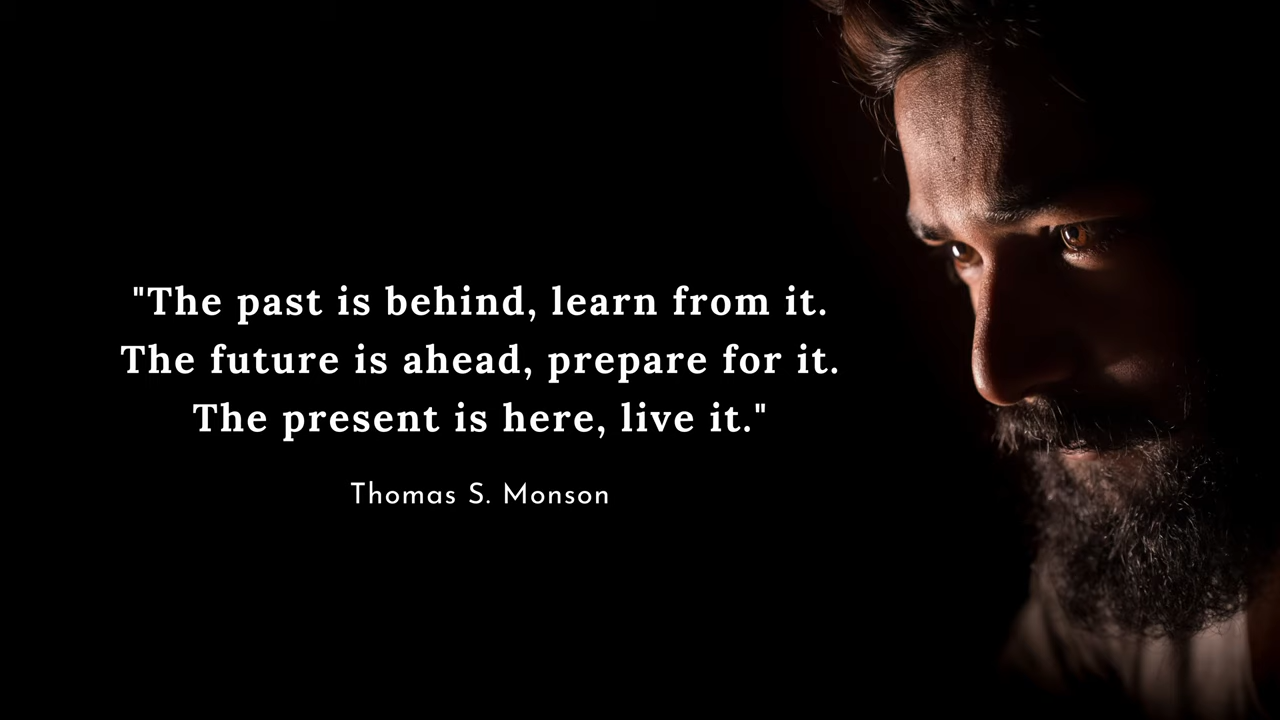 "The past is behind, learn from it.
The future is ahead, prepare for it.
The present is here, live it."
Thomas S. Monson